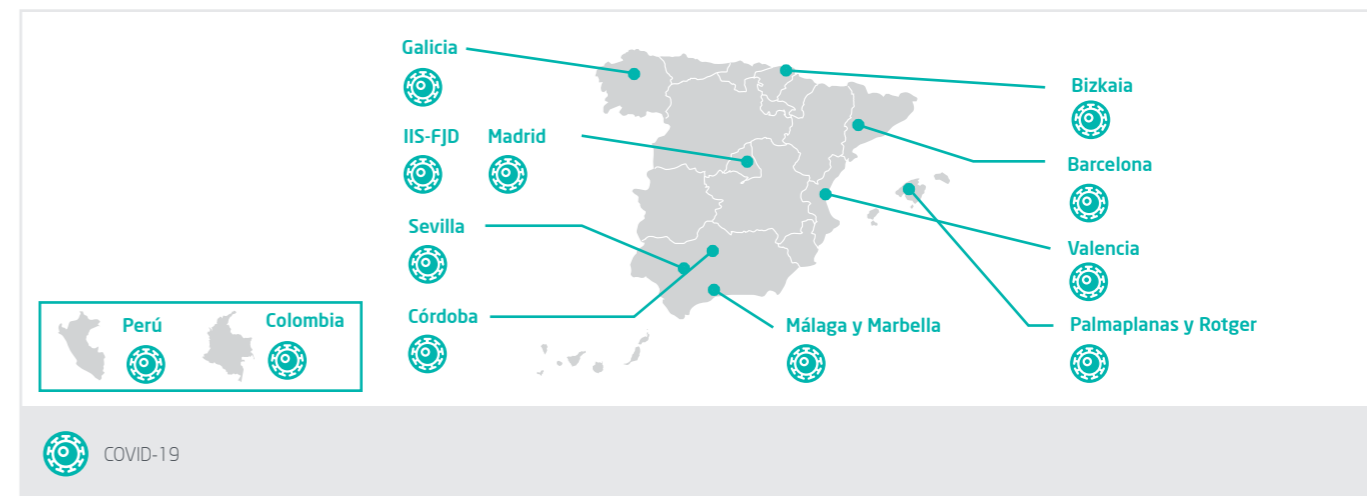 Galicia
Bizkaia
IIS-FJD
Madrid
Barcelona
Sevilla
Valencia
Córdoba
Málaga y Marbella
Palmaplanas y Rotger
Perú
Colombia
COVID-19